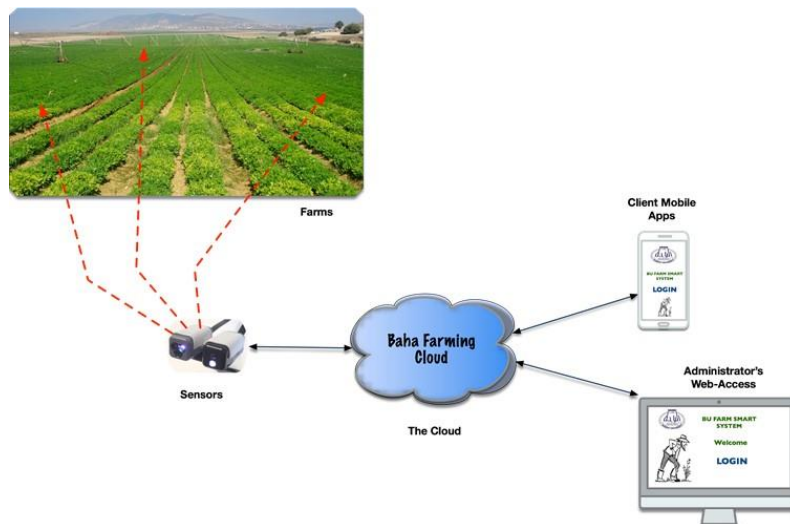 Farms
Client Mobile
Apps
BU FARM SMART
SYSTEM
LOGIN
Baha Farming
Cloud
Sensors
The Cloud
Administrator's
Web-Access
BU FARM SMART
SYSTEM
Welcome
LOGIN